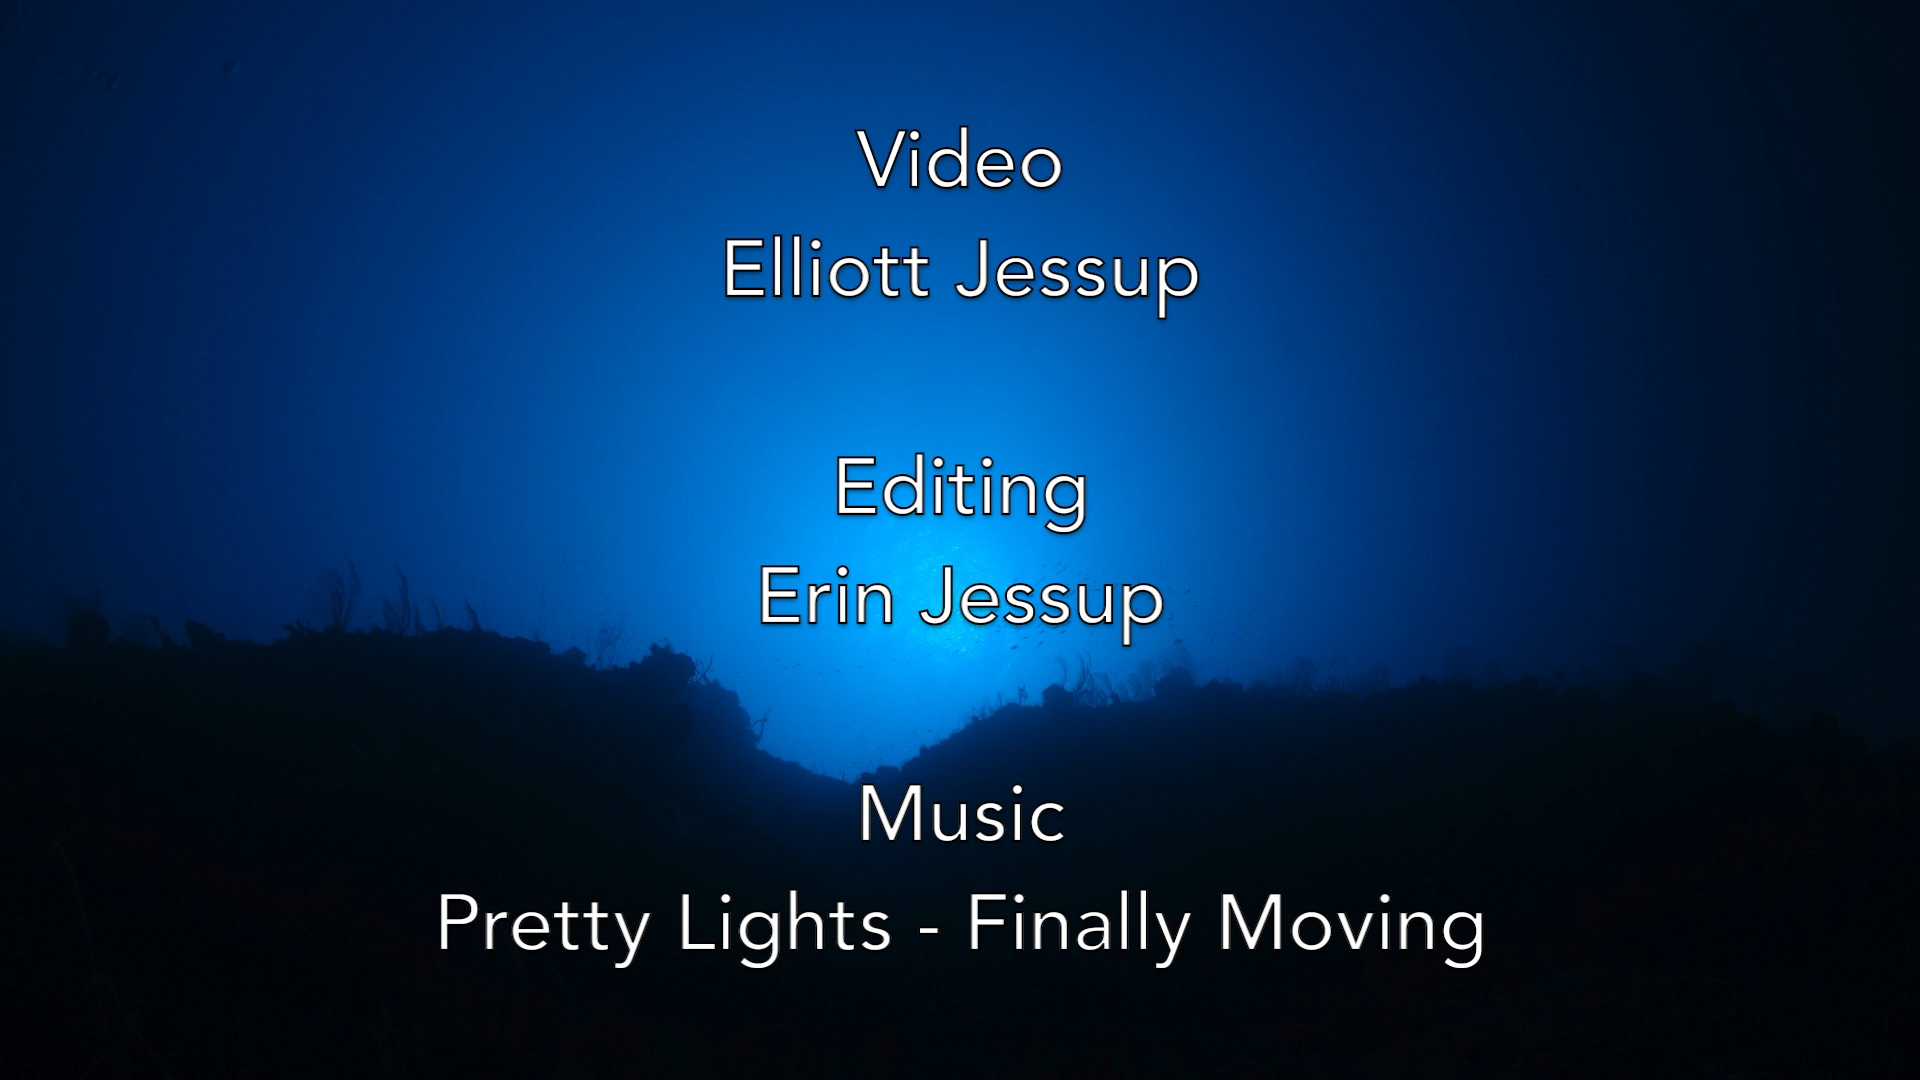 Video
Elliott Jessup
Editing
Erin Jessup
Music
Pretty Lights - Finally Moving